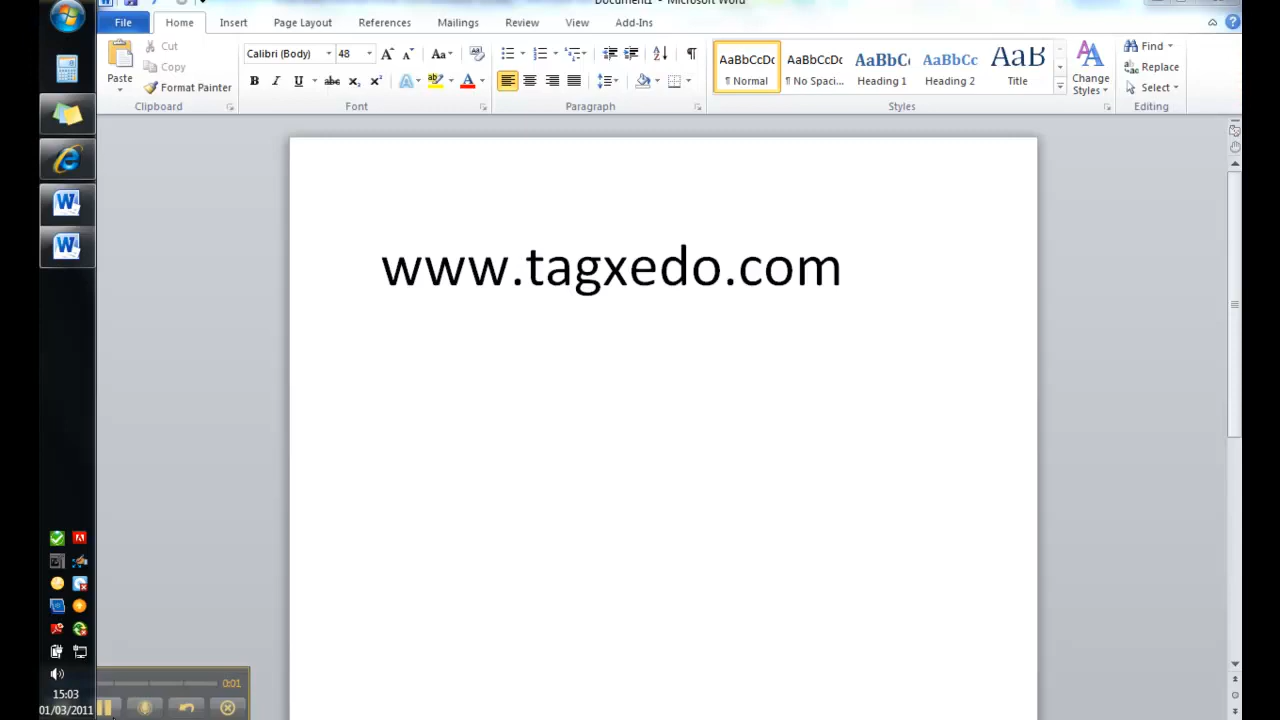 Document1 - Microsoft Word
File Home Insert Page Layout References Mailings Review View Add-Ins
Paste
Cut
Copy
Format Painter
Clipboard
Calibri (Body) 48
Font
Paragraph
AaBbCcDc AaBbCcDc AaBbC AaBbCc AaB
¶ Normal ¶ No Spaci... Heading 1 Heading 2 Title
Change
Styles
Styles
Find
Replace
Select
Editing
www.tagxedo.com
0:01
15:03
01/03/2011